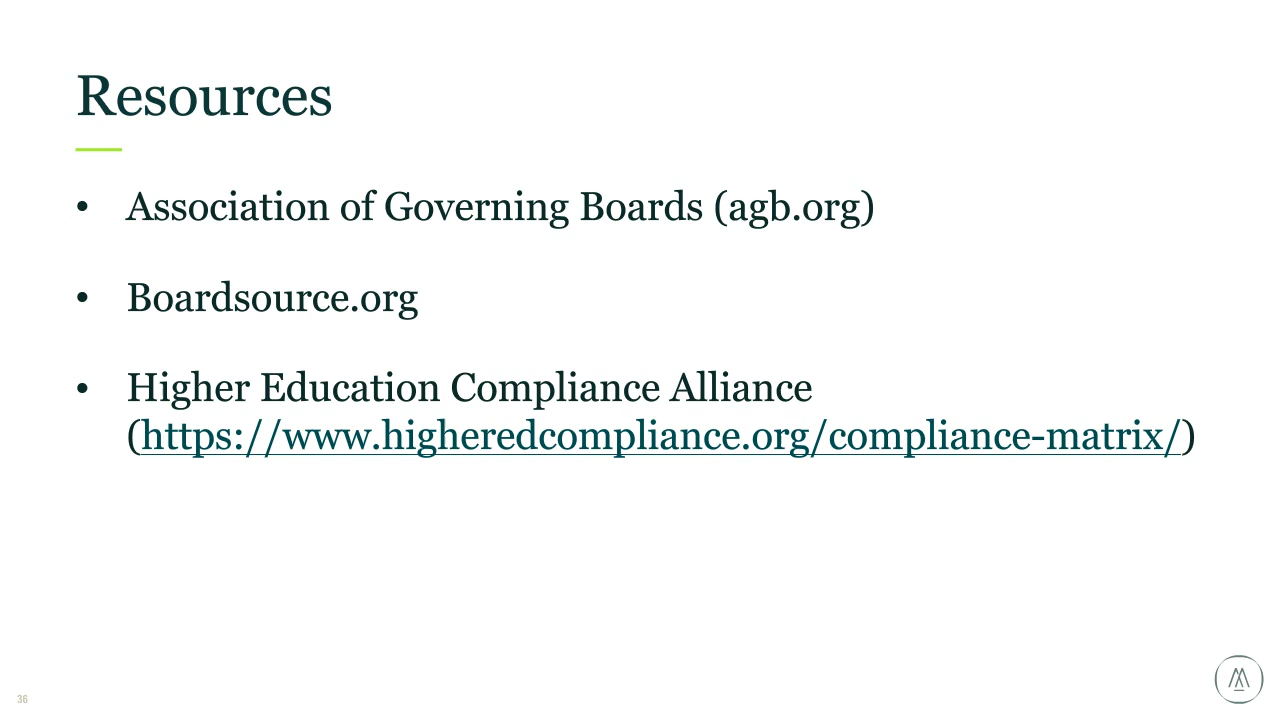 Resources
• Association of Governing Boards (agb.org)
• Boardsource.org
• Higher Education Compliance Alliance
(https://www.higheredcompliance.org/compliance-matrix/)
36